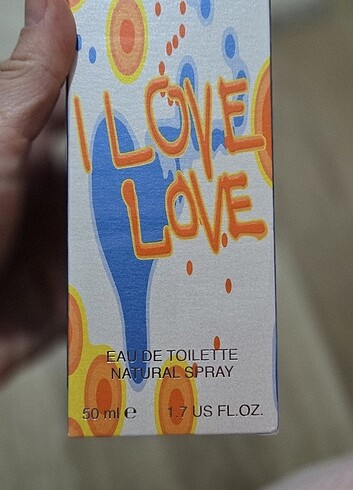 I LOVE
LOVE
EAU DE TOILETTE
NATURAL SPRAY
50 ml ℮ 1.7 US FL.OZ.